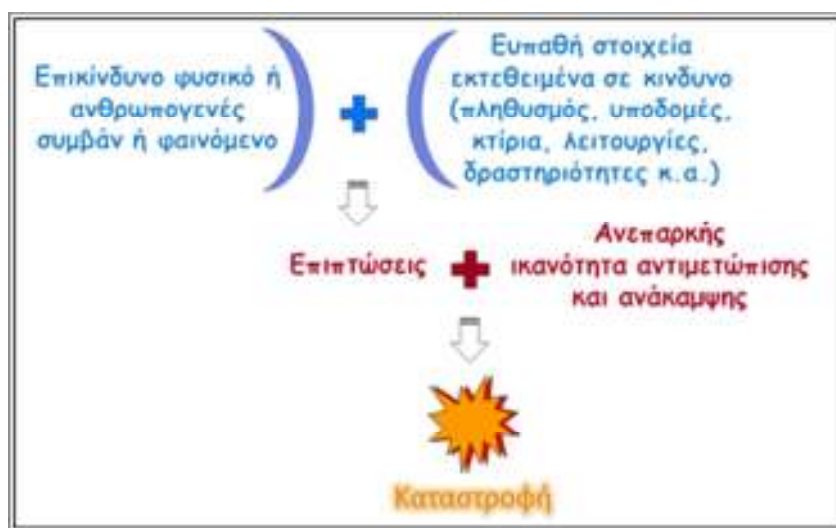 Επικίνδυνο φυσικό ή
ανθρωπογενές
συμβάν ή φαινόμενο
Ευπαθή στοιχεία
εκτεθειμένα σε κινδυνο
(πληθυσμός, υποδομές,
κτίρια, λειτουργίες,
δραστηριότητες κ.α.)
Επιπτώσεις
Ανεπαρκής
ικανότητα αντιμετώπισης
και ανάκαμψης
Καταστροφή